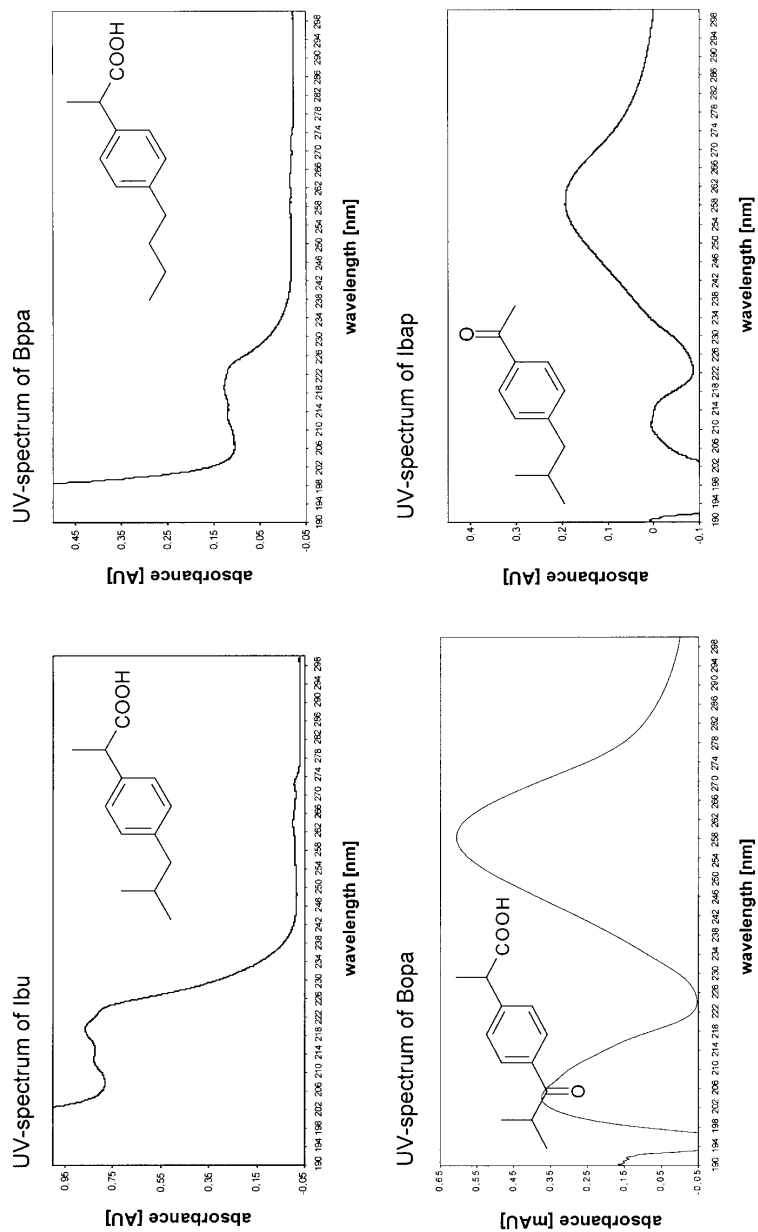 UV-spectrum of Ibu
COOH
absorbance [AU]
0.95
0.75
0.55
0.35
0.15
-0.05
190 194 198 202 206 210 214 218 222 226 230 234 238 242 246 250 254 258 262 266 270 274 278 282 286 290 294 298
wavelength [nm]
UV-spectrum of Bppa
COOH
absorbance [AU]
0.45
0.35
0.25
0.15
0.05
-0.05
190 194 198 202 206 210 214 218 222 226 230 234 238 242 246 250 254 258 262 266 270 274 278 282 286 290 294 298
wavelength [nm]
UV-spectrum of Bopa
COOH
O
absorbance [mAU]
0.65
0.55
0.45
0.35
0.25
0.15
0.05
-0.05
190 194 198 202 206 210 214 218 222 226 230 234 238 242 246 250 254 258 262 266 270 274 278 282 286 290 294 298
wavelength [nm]
UV-spectrum of Ibap
O
absorbance [AU]
0.4
0.3
0.2
0.1
0
-0.1
190 194 198 202 206 210 214 218 222 226 230 234 238 242 246 250 254 258 262 266 270 274 278 282 286 290 294 298
wavelength [nm]